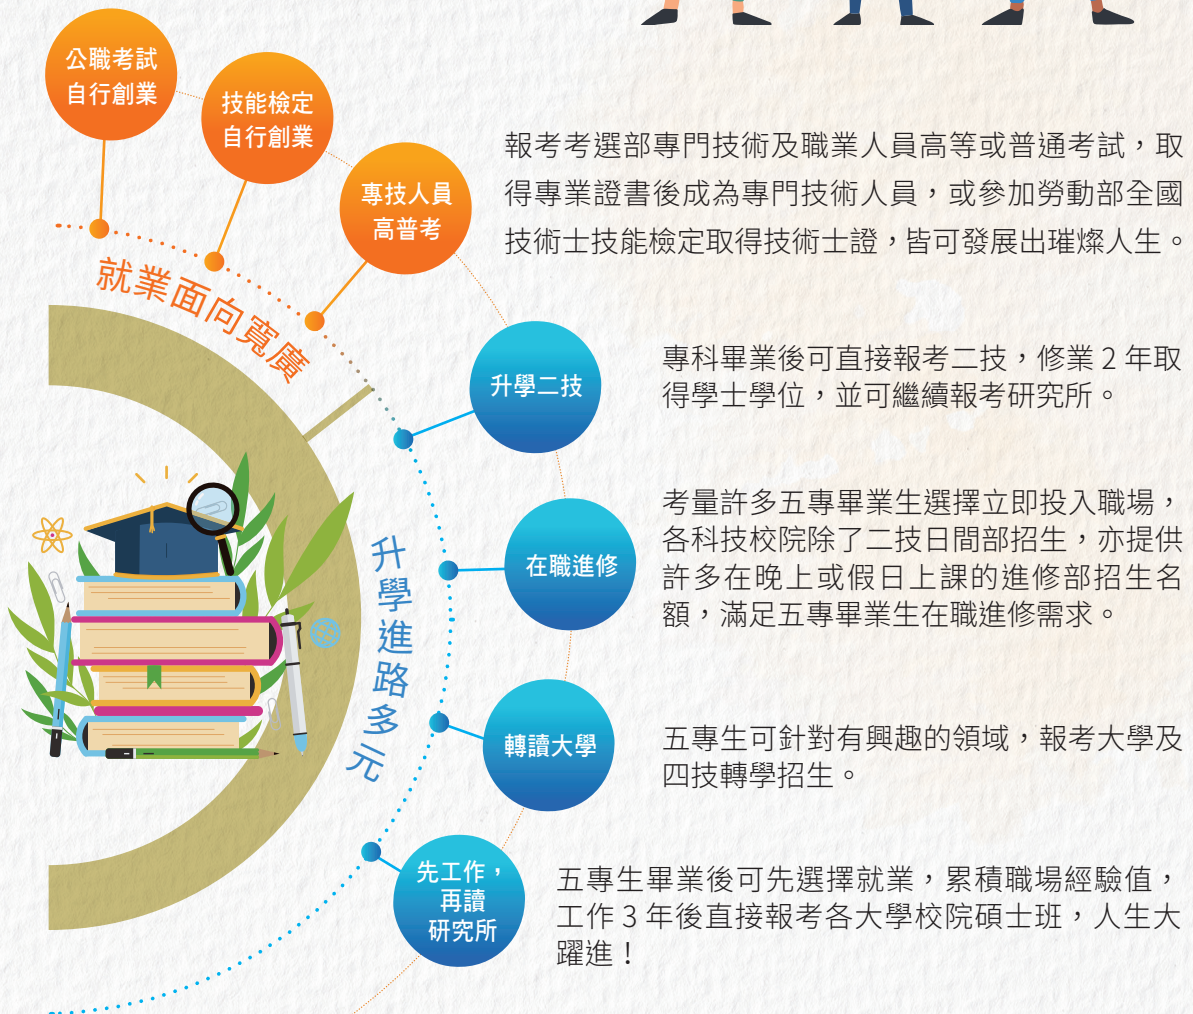 公職考試
自行創業
技能檢定
自行創業
專技人員
高普考
報考考選部專門技術及職業人員高等或普通考試，取
得專業證書後成為專門技術人員，或參加勞動部全國
技術士技能檢定取得技術士證，皆可發展出璀燦人生。
就業面向寬廣
升學二技
專科畢業後可直接報考二技，修業 2 年取
得學士學位，並可繼續報考研究所。
在職進修
考量許多五專畢業生選擇立即投入職場，
各科技校院除了二技日間部招生，亦提供
許多在晚上或假日上課的進修部招生名
額，滿足五專畢業生在職進修需求。
升學進路多元
轉讀大學
五專生可針對有興趣的領域，報考大學及
四技轉學招生。
先工作，
再讀
研究所
五專生畢業後可先選擇就業，累積職場經驗值，
工作 3 年後直接報考各大學校院碩士班，人生大
躍進！